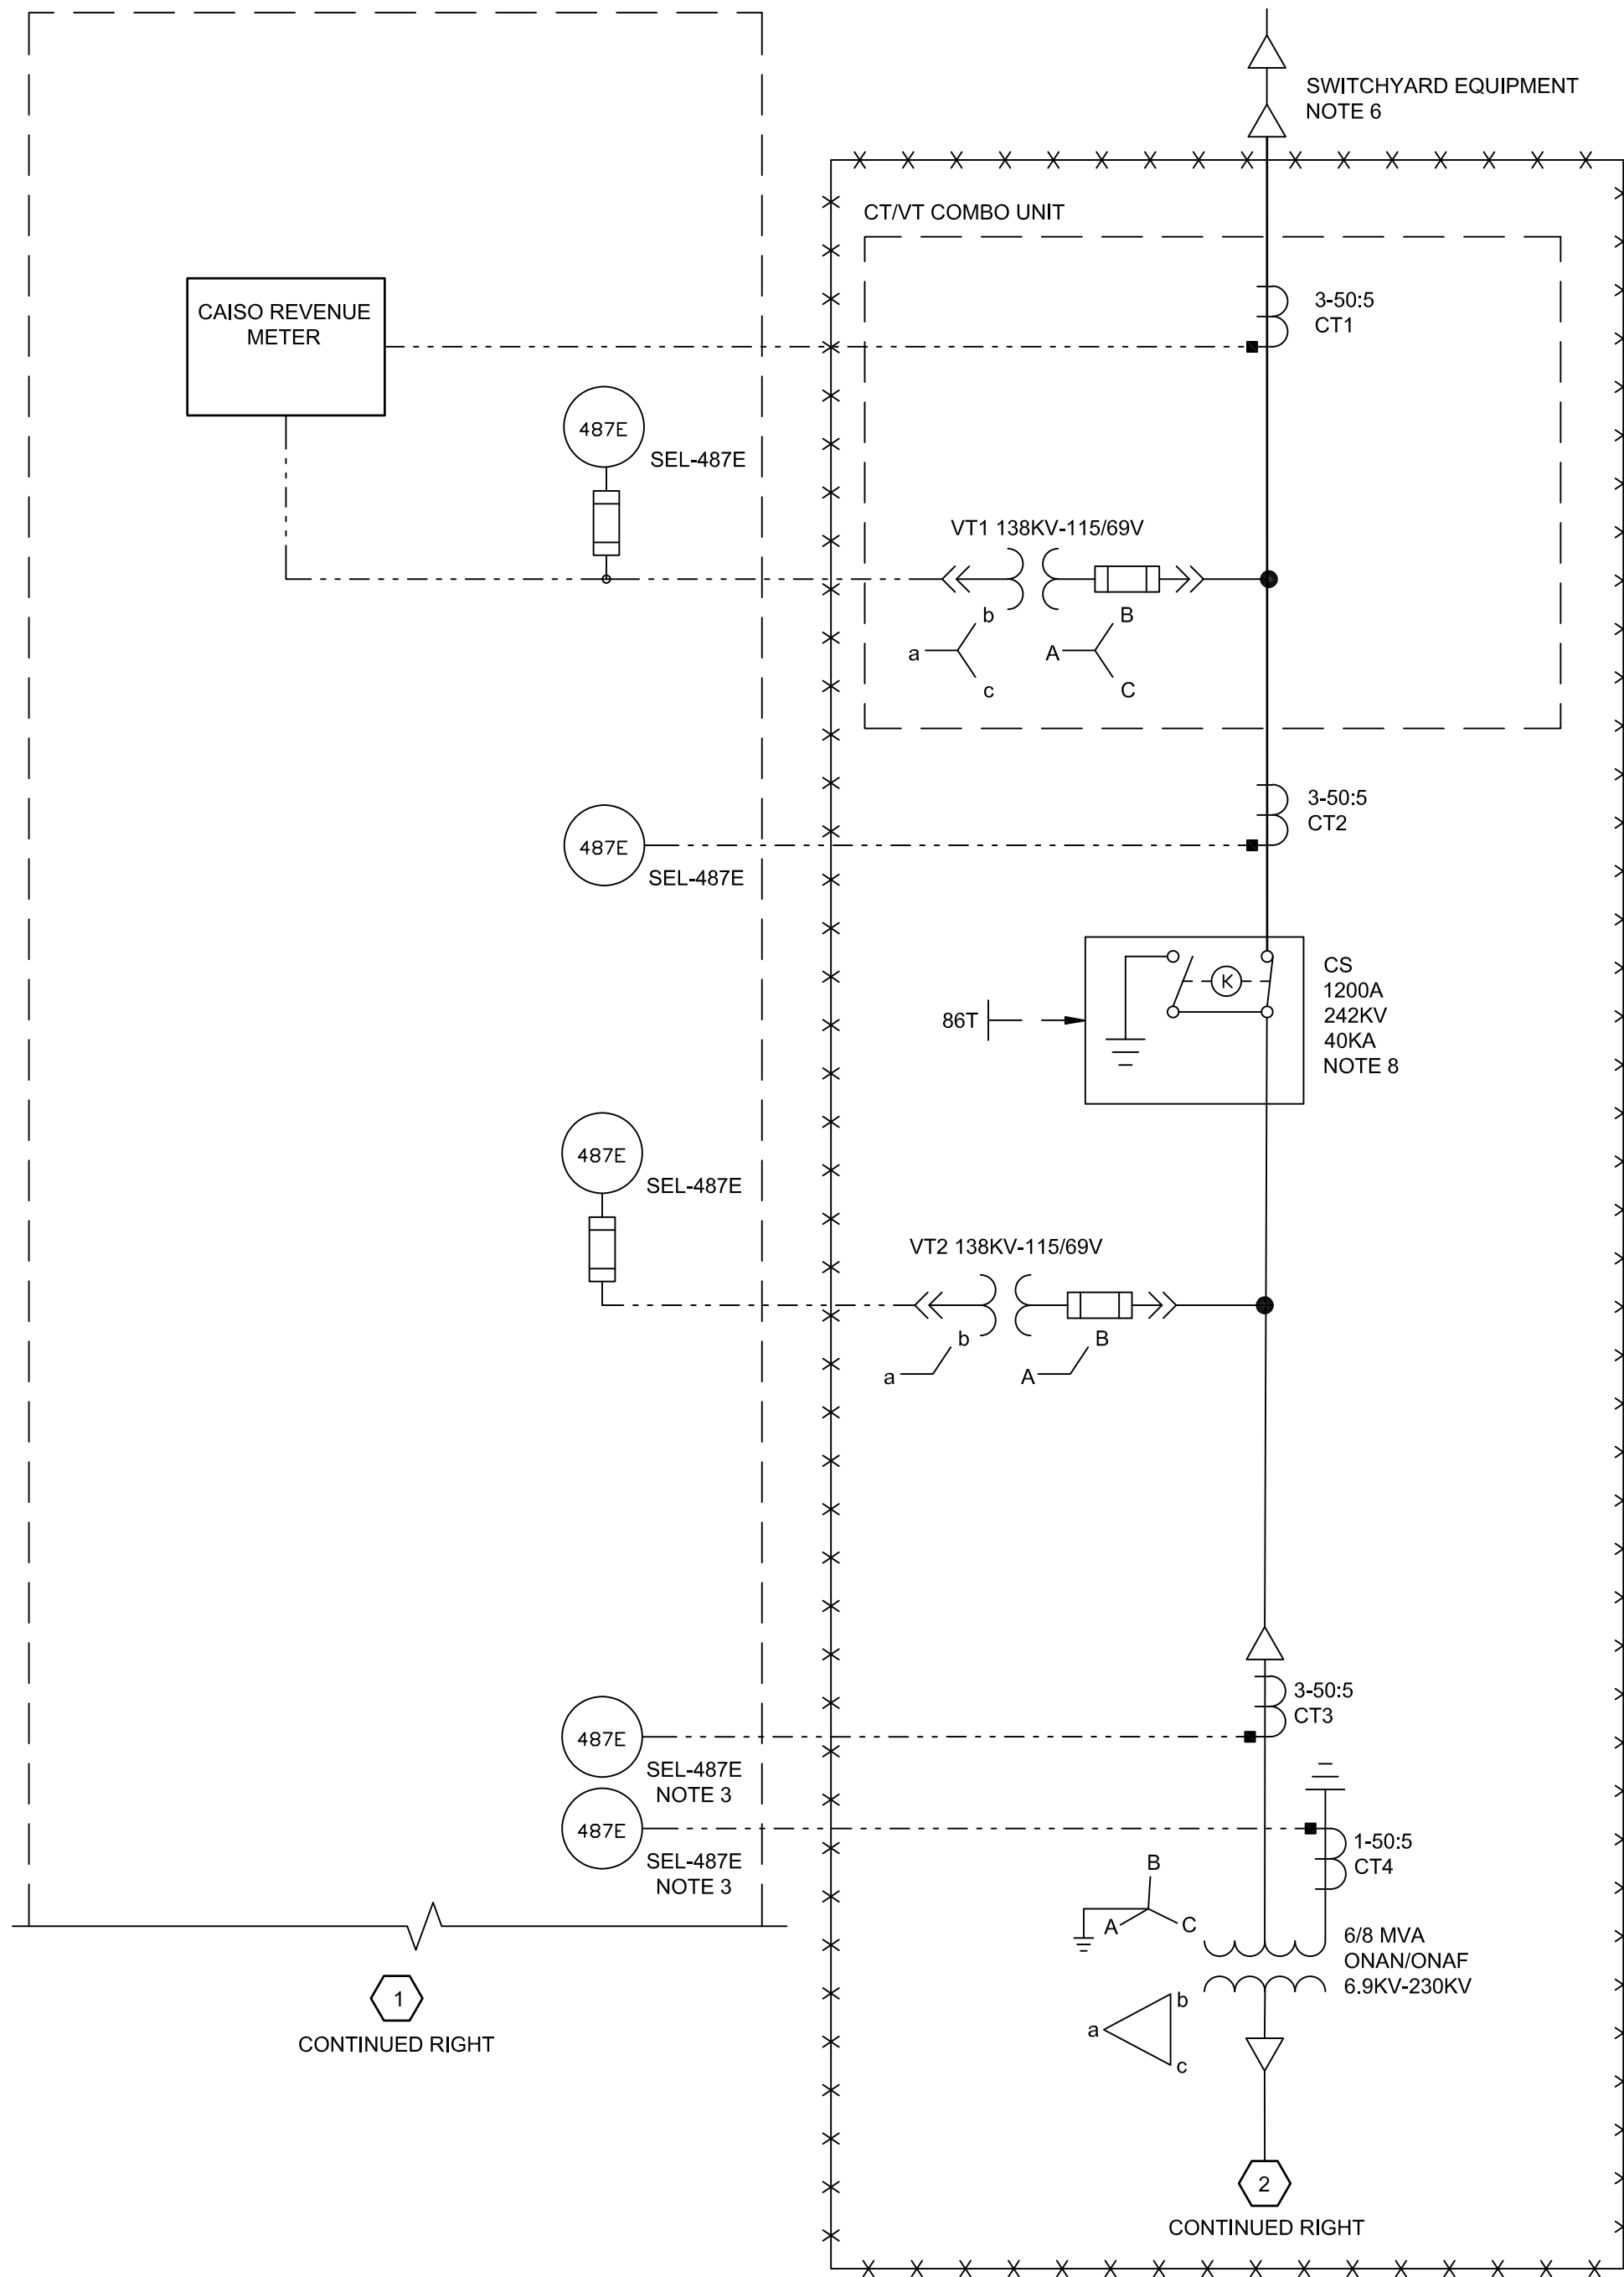 SWITCHYARD EQUIPMENT
NOTE 6
CT/VT COMBO UNIT
CAISO REVENUE
METER
3-50:5
CT1
487E
SEL-487E
VT1 138KV-115/69V
b
a
c
B
A
C
3-50:5
CT2
487E
SEL-487E
K
86T
CS
1200A
242KV
40KA
NOTE 8
487E
SEL-487E
VT2 138KV-115/69V
b
a
B
A
3-50:5
CT3
487E
SEL-487E
NOTE 3
487E
SEL-487E
NOTE 3
1-50:5
CT4
B
A
C
6/8 MVA
ONAN/ONAF
6.9KV-230KV
b
a
c
1
CONTINUED RIGHT
2
CONTINUED RIGHT